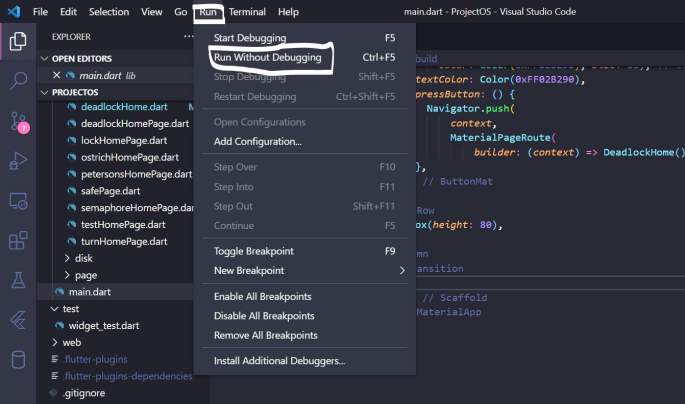 File Edit Selection View Go Run Terminal Help main.dart - ProjectOS - Visual Studio Code
EXPLORER ...
OPEN EDITORS
× main.dart lib
PROJECTOS
deadlockHome.dart M
deadlockHomePage.dart
lockHomePage.dart
ostrichHomePage.dart
petersonsHomePage.dart
safePage.dart
semaphoreHomePage.dar
testHomePage.dart
turnHomePage.dart
disk
page
main.dart
test
widget_test.dart
web
.flutter-plugins
.flutter-plugins-dependencies
.gitignore
7
Start Debugging F5
Run Without Debugging Ctrl+F5
Stop Debugging Shift+F5
Restart Debugging Ctrl+Shift+F5
Open Configurations
Add Configuration...
Step Over F10
Step Into F11
Step Out Shift+F11
Continue F5
Toggle Breakpoint F9
New Breakpoint
Enable All Breakpoints
Disable All Breakpoints
Remove All Breakpoints
Install Additional Debuggers...
build
textColor: Color(0xFF02B290),
pressButton: () {
Navigator.push(
context,
MaterialPageRoute(
builder: (context) => DeadlockHome()
},
// ButtonMat
Row
ox(height: 80),
mn
ansition
// Scaffold
MaterialApp